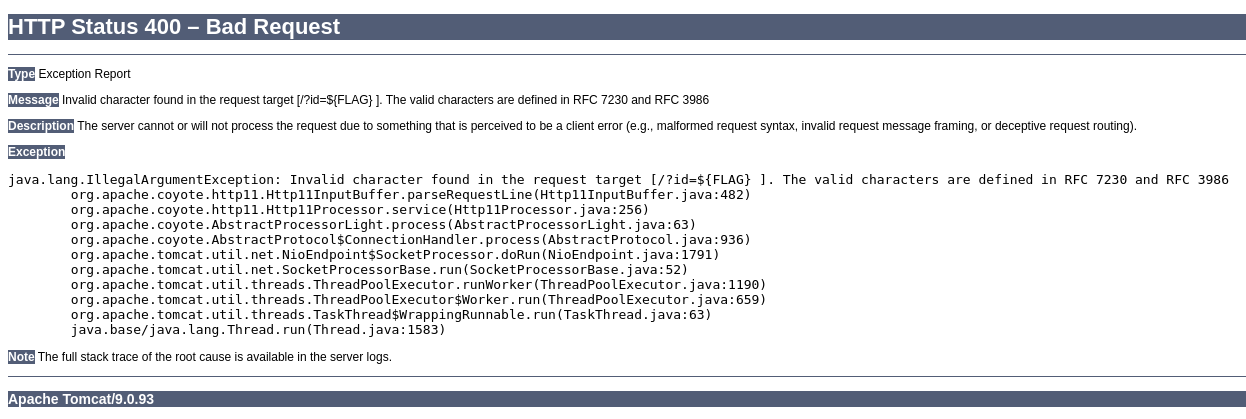 HTTP Status 400 – Bad Request
Type Exception Report
Message Invalid character found in the request target [/?id=${FLAG} ]. The valid characters are defined in RFC 7230 and RFC 3986
Description The server cannot or will not process the request due to something that is perceived to be a client error (e.g., malformed request syntax, invalid request message framing, or deceptive request routing).
Exception
java.lang.IllegalArgumentException: Invalid character found in the request target [/?id=${FLAG} ]. The valid characters are defined in RFC 7230 and RFC 3986
org.apache.coyote.http11.Http11InputBuffer.parseRequestLine(Http11InputBuffer.java:482)
org.apache.coyote.http11.Http11Processor.service(Http11Processor.java:256)
org.apache.coyote.AbstractProcessorLight.process(AbstractProcessorLight.java:63)
org.apache.coyote.AbstractProtocol$ConnectionHandler.process(AbstractProtocol.java:936)
org.apache.tomcat.util.net.NioEndpoint$SocketProcessor.doRun(NioEndpoint.java:1791)
org.apache.tomcat.util.net.SocketProcessorBase.run(SocketProcessorBase.java:52)
org.apache.tomcat.util.threads.ThreadPoolExecutor.runWorker(ThreadPoolExecutor.java:1190)
org.apache.tomcat.util.threads.ThreadPoolExecutor$Worker.run(ThreadPoolExecutor.java:659)
org.apache.tomcat.util.threads.TaskThread$WrappingRunnable.run(TaskThread.java:63)
java.base/java.lang.Thread.run(Thread.java:1583)
Note The full stack trace of the root cause is available in the server logs.
Apache Tomcat/9.0.93